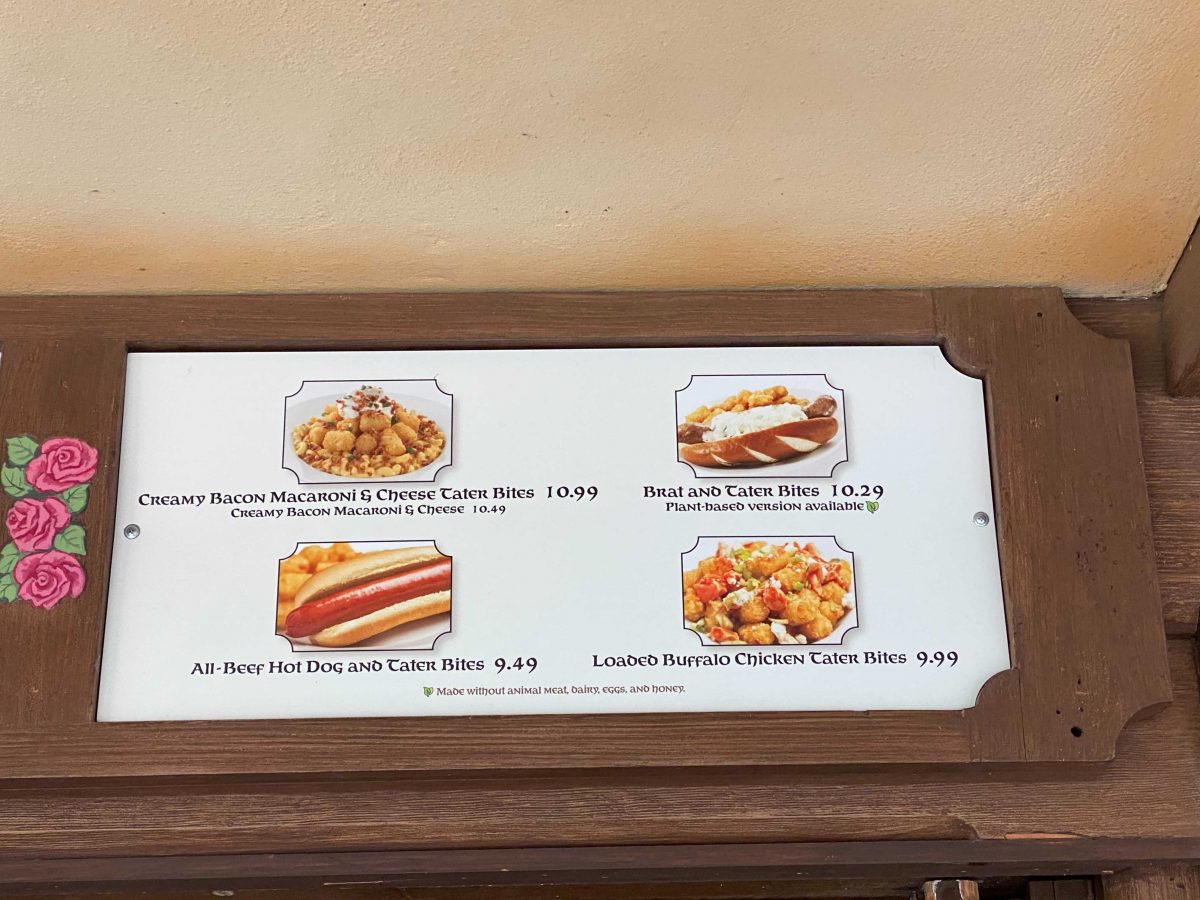 Creamy Bacon Macaroni & Cheese Tater Bites 10.99
Creamy Bacon Macaroni & Cheese 10.49
Brat and Tater Bites 10.29
Plant-based version available
All-Beef Hot Dog and Tater Bites 9.49
Loaded Buffalo Chicken Tater Bites 9.99
Made without animal meat, dairy, eggs, and honey.